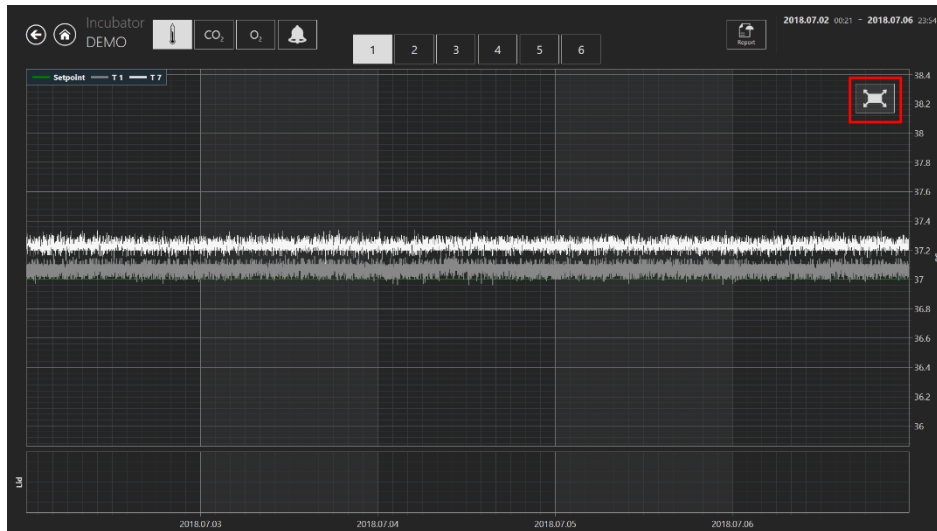 Incubator
DEMO
CO₂
O₂
1 2 3 4 5 6
Report
2018.07.02 00:21 - 2018.07.06 23:54
Setpoint T 1 T 7
38.4
38.2
38
37.8
37.6
37.4
37.2
37
36.8
36.6
36.4
36.2
36
Lid
2018.07.03 2018.07.04 2018.07.05 2018.07.06